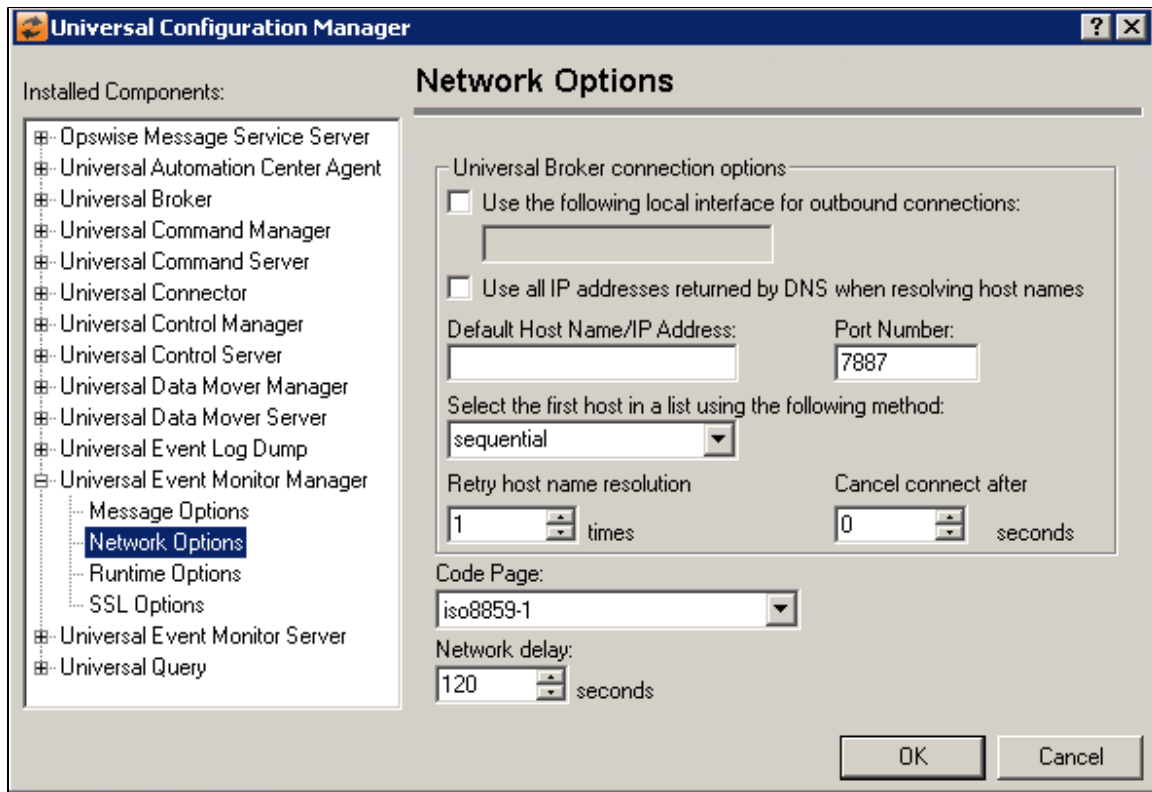 Universal Configuration Manager
Installed Components:
Opswise Message Service Server
Universal Automation Center Agent
Universal Broker
Universal Command Manager
Universal Command Server
Universal Connector
Universal Control Manager
Universal Control Server
Universal Data Mover Manager
Universal Data Mover Server
Universal Event Log Dump
Universal Event Monitor Manager
Message Options
Network Options
Runtime Options
SSL Options
Universal Event Monitor Server
Universal Query
Network Options
Universal Broker connection options
Use the following local interface for outbound connections:
Use all IP addresses returned by DNS when resolving host names
Default Host Name/IP Address: Port Number:
7887
Select the first host in a list using the following method:
sequential
Retry host name resolution Cancel connect after
1 times 0 seconds
Code Page:
iso8859-1
Network delay:
120 seconds
OK Cancel